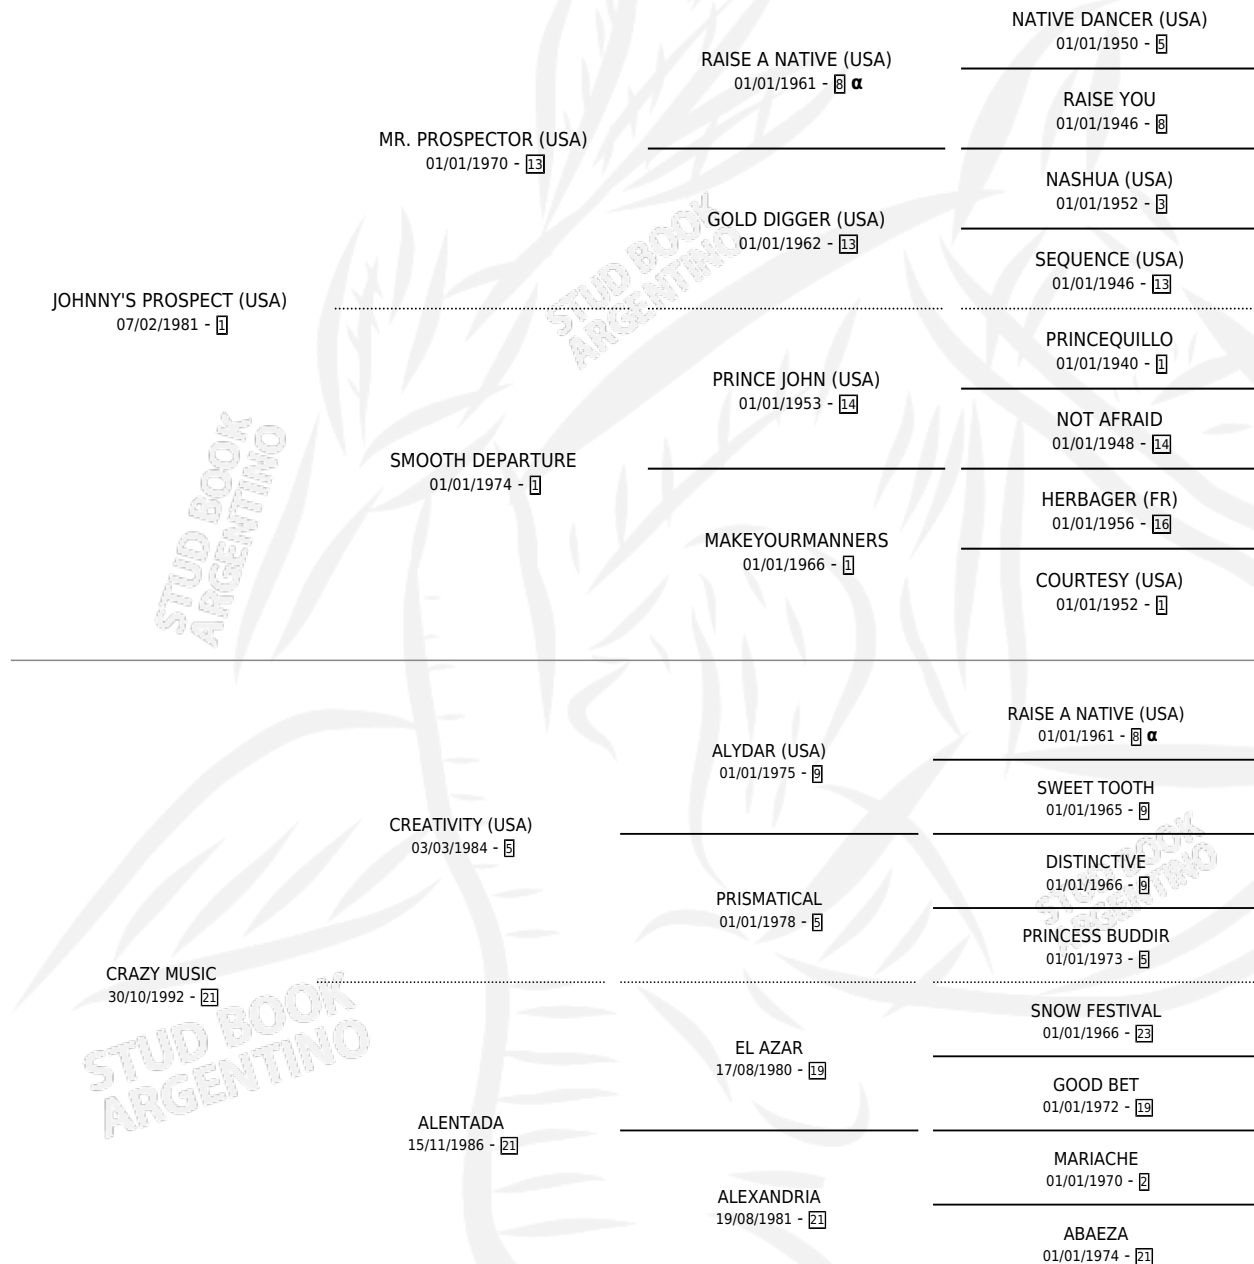 NATIVE DANCER (USA)
01/01/1950 - 5
RAISE A NATIVE (USA)
01/01/1961 - 8 α
RAISE YOU
01/01/1946 - 8
MR. PROSPECTOR (USA)
01/01/1970 - 13
NASHUA (USA)
01/01/1952 - 3
GOLD DIGGER (USA)
01/01/1962 - 13
SEQUENCE (USA)
01/01/1946 - 13
JOHNNY'S PROSPECT (USA)
07/02/1981 - 1
PRINCEQUILLO
01/01/1940 - 1
PRINCE JOHN (USA)
01/01/1953 - 14
NOT AFRAID
01/01/1948 - 14
SMOOTH DEPARTURE
01/01/1974 - 1
HERBAGER (FR)
01/01/1956 - 16
MAKEYOURMANNERS
01/01/1966 - 1
COURTESY (USA)
01/01/1952 - 1
RAISE A NATIVE (USA)
01/01/1961 - 8 α
ALYDAR (USA)
01/01/1975 - 9
SWEET TOOTH
01/01/1965 - 9
CREATIVITY (USA)
03/03/1984 - 5
DISTINCTIVE
01/01/1966 - 9
PRISMATICAL
01/01/1978 - 5
PRINCESS BUDDIR
01/01/1973 - 5
CRAZY MUSIC
30/10/1992 - 21
SNOW FESTIVAL
01/01/1966 - 23
EL AZAR
17/08/1980 - 19
GOOD BET
01/01/1972 - 19
ALENTADA
15/11/1986 - 21
MARIACHE
01/01/1970 - 2
ALEXANDRIA
19/08/1981 - 21
ABAEZA
01/01/1974 - 21
STUD BOOK
ARGENTINO
STUD BOOK
ARGENTINO
STUD BOOK
ARGENTINO
STUD BOOK
ARGENTINO